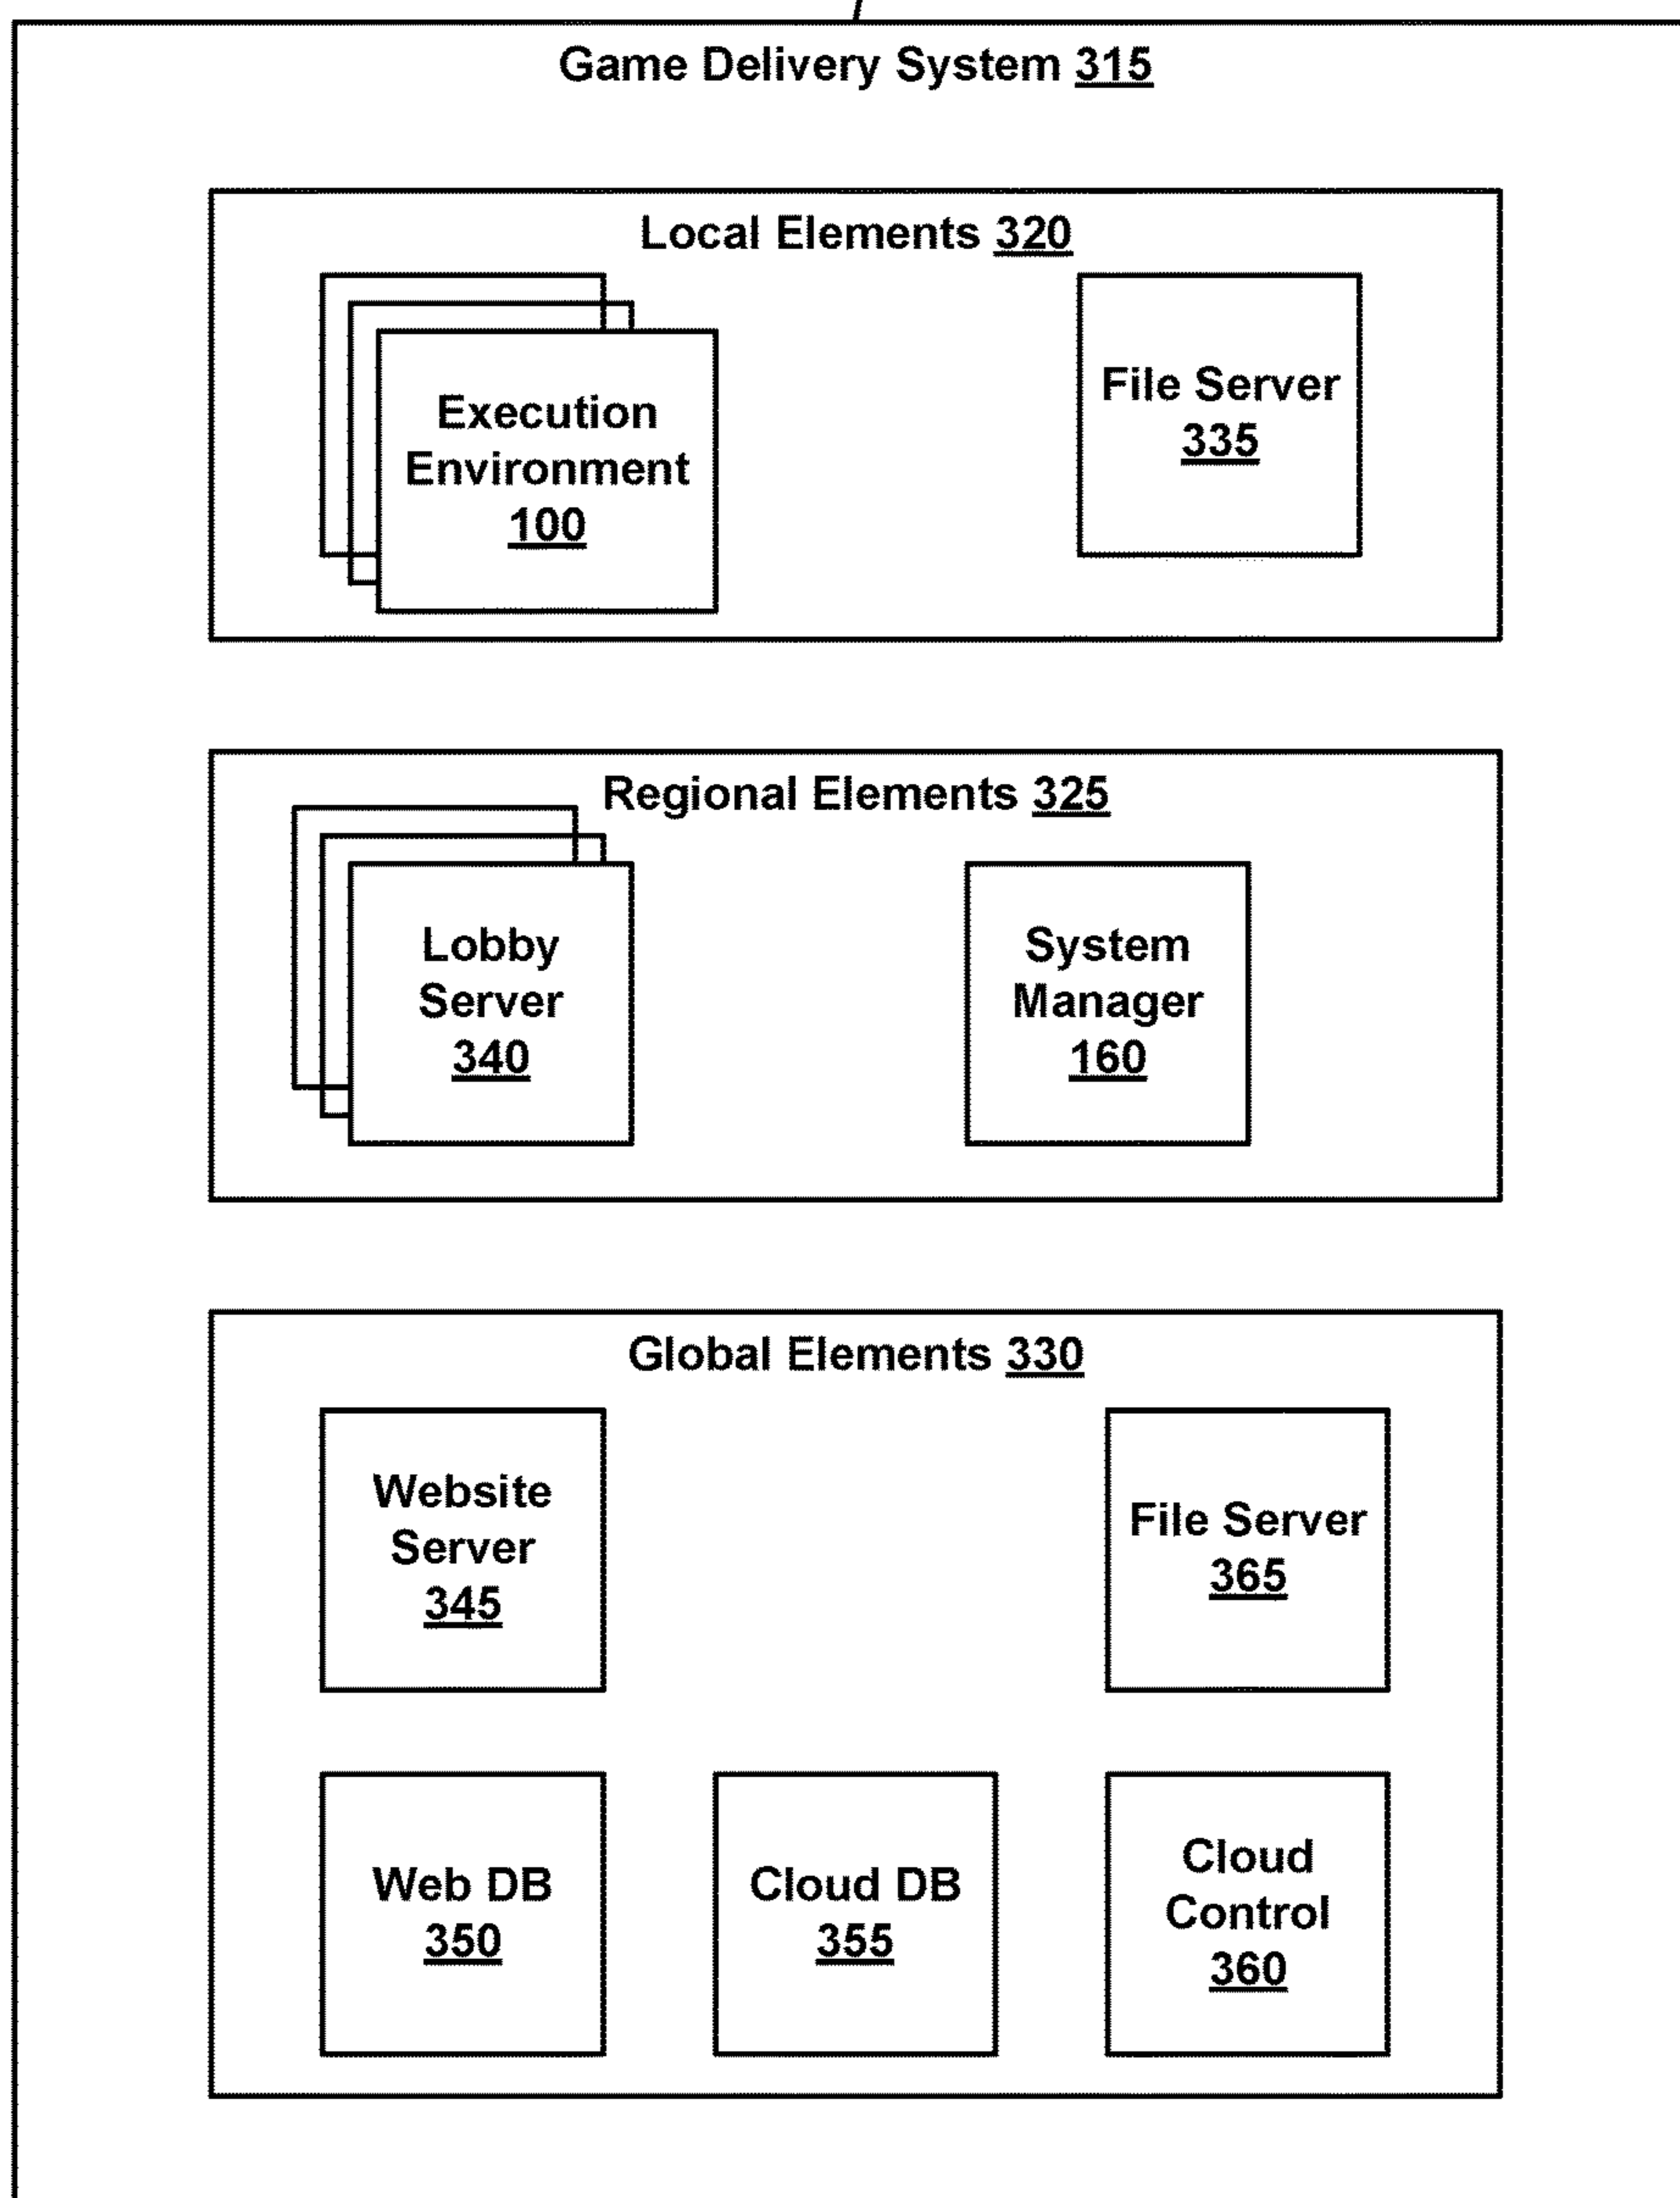 Game Delivery System 315
Local Elements 320
Execution
Environment
100
File Server
335
Regional Elements 325
Lobby
Server
340
System
Manager
160
Global Elements 330
Website
Server
345
File Server
365
Web DB
350
Cloud DB
355
Cloud
Control
360